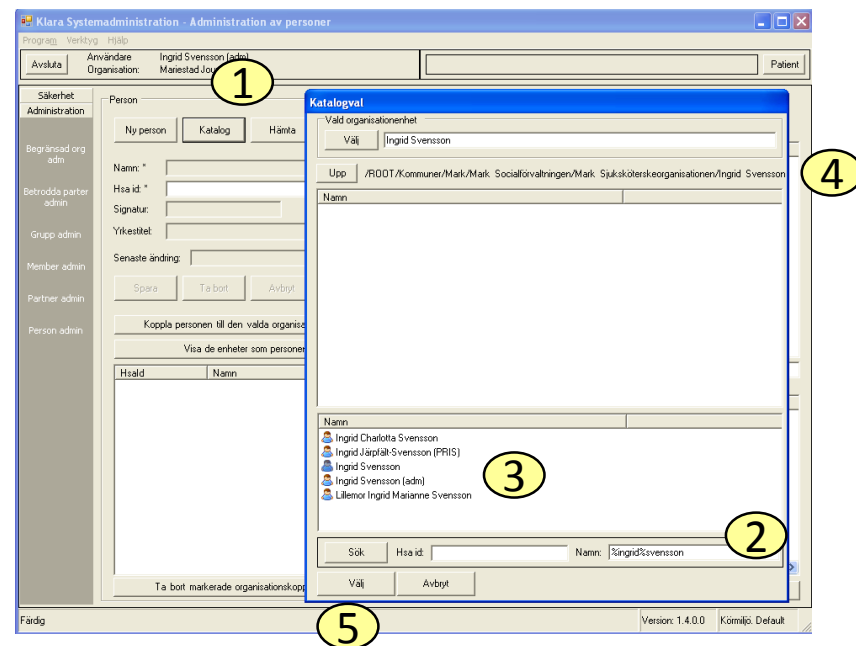 Klara Systemadministration - Administration av personer
Program Verktyg Hjälp
Avsluta
Användare Ingrid Svensson (adm)
Organisation: Mariestad Jou
Patient
1
Säkerhet
Administration
Begränsad org
adm
Betrodda parter
admin
Grupp admin
Member admin
Partner admin
Person admin
Person
Ny person Katalog Hämta
Namn: *
Hsa id: *
Signatur:
Yrkestitel:
Senaste ändring:
Spara Ta bort Avbryt
Koppla personen till den valda organisa
Visa de enheter som personen
HsaId Namn
Ta bort markerade organisationskopp
Katalogval
Vald organisationenhet
Välj Ingrid Svensson
Upp /ROOT/Kommuner/Mark/Mark Socialförvaltningen/Mark Sjuksköterskeorganisationen/Ingrid Svensson
4
Namn
Namn
Ingrid Charlotta Svensson
Ingrid Järpfält-Svensson (PRIS)
Ingrid Svensson
Ingrid Svensson (adm)
Lillemor Ingrid Marianne Svensson
3
2
Sök Hsa id: Namn: %ingrid%svensson
Välj Avbryt
5
Färdig Version: 1.4.0.0 Körmiljö. Default